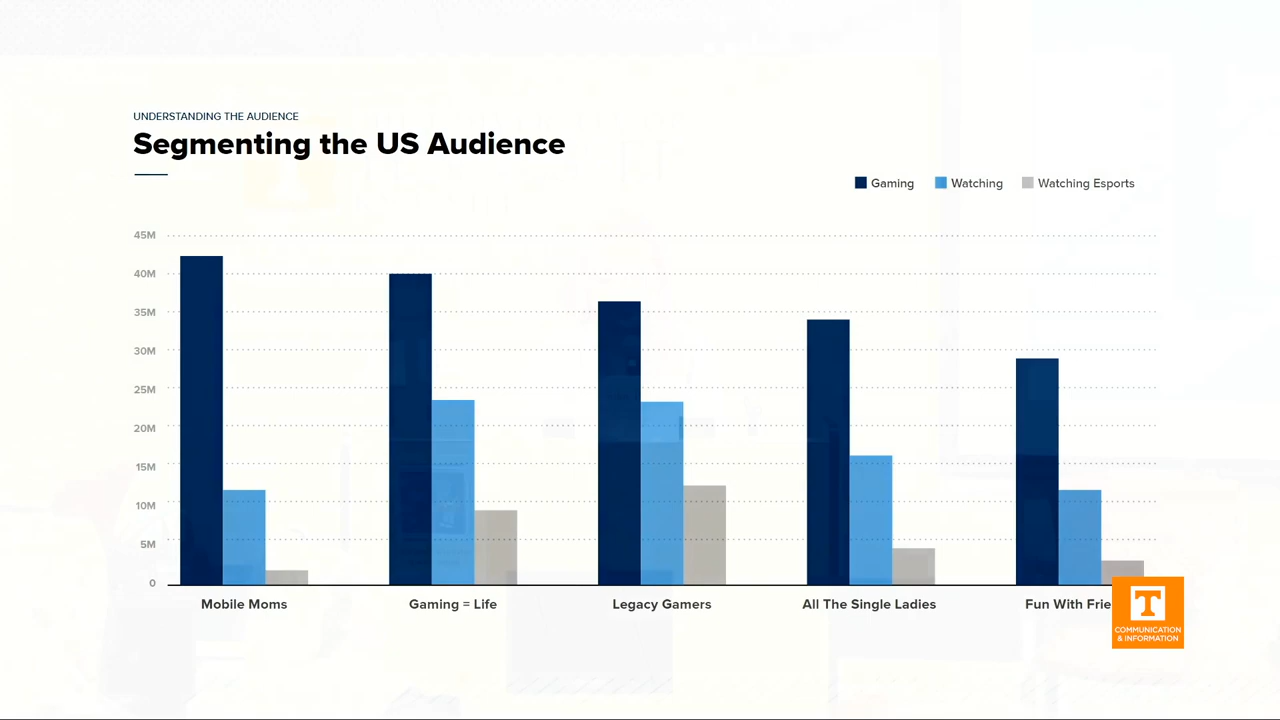 UNDERSTANDING THE AUDIENCE
Segmenting the US Audience
Gaming Watching Watching Esports
45M
40M
35M
30M
25M
20M
15M
10M
5M
0
Mobile Moms Gaming = Life Legacy Gamers All The Single Ladies Fun With Frie
T
COMMUNICATION
& INFORMATION